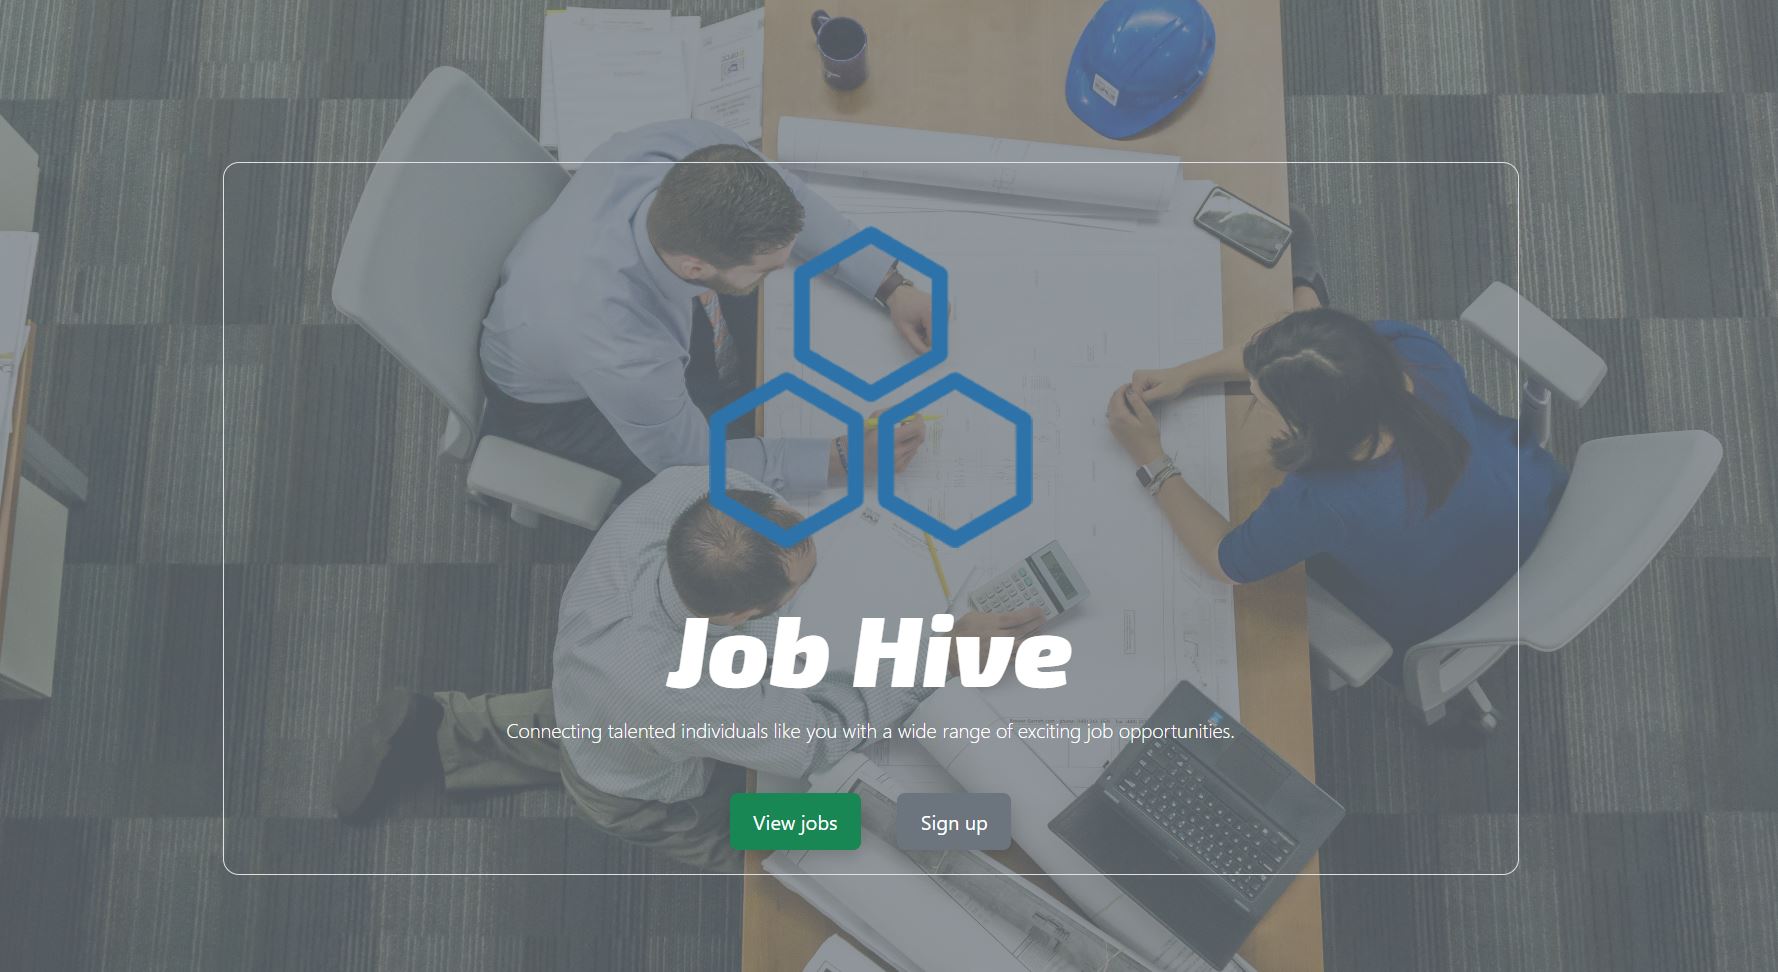 Job Hive
Connecting talented individuals like you with a wide range of exciting job opportunities.
View jobs
Sign up